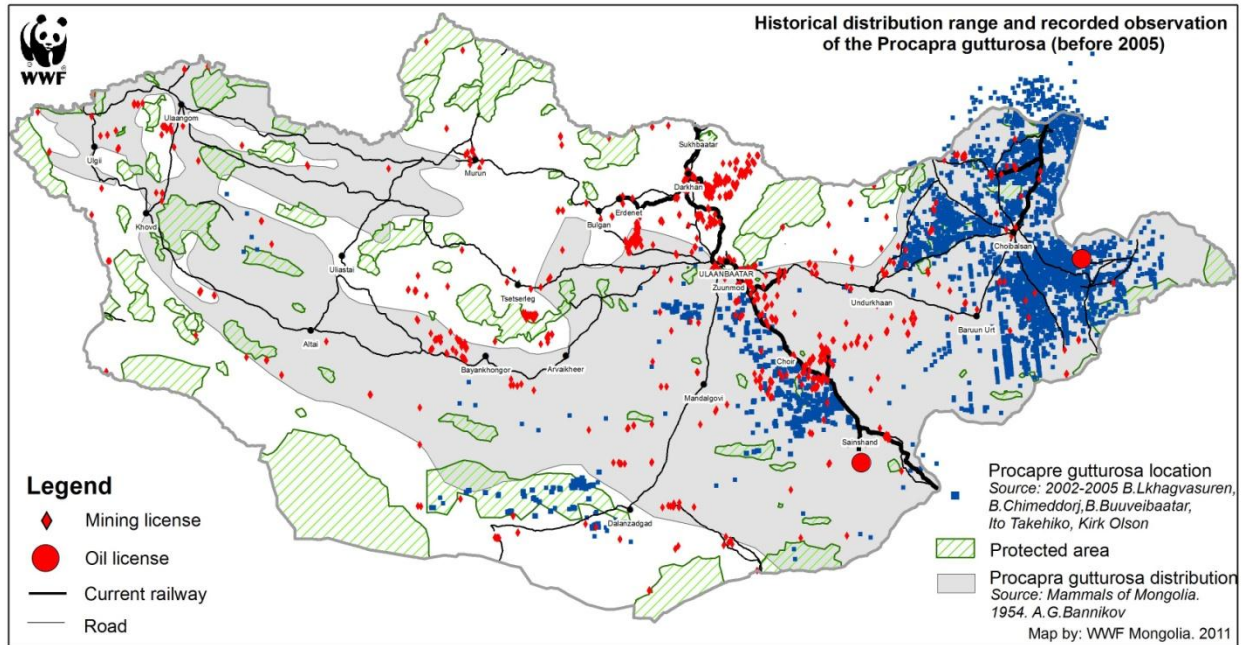 Historical distribution range and recorded observation
of the Procapra gutturosa (before 2005)
WWF
Ulaangom
Ulgii
Khovd
Murun
Sukhbaatar
Darkhan
Erdenet
Bulgan
Uliastai
Tsetserleg
ULAANBAATAR
Zuunmod
Choibalsan
Undurkhaan
Baruun Urt
Altai
Bayankhongor
Arvaikheer
Choir
Mandalgovi
Sainshand
Dalanzadgad
Legend
Mining license
Oil license
Current railway
Road
Procapre gutturosa location
Source: 2002-2005 B.Lkhagvasuren,
B.Chimeddorj,B.Buuveibaatar,
Ito Takehiko, Kirk Olson
Protected area
Procapra gutturosa distribution
Source: Mammals of Mongolia.
1954. A.G.Bannikov
Map by: WWF Mongolia. 2011